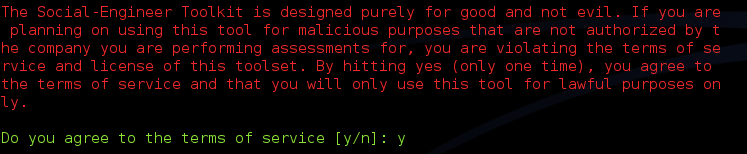 The Social-Engineer Toolkit is designed purely for good and not evil. If you are
 planning on using this tool for malicious purposes that are not authorized by t
he company you are performing assessments for, you are violating the terms of se
rvice and license of this toolset. By hitting yes (only one time), you agree to
the terms of service and that you will only use this tool for lawful purposes on
ly.
Do you agree to the terms of service [y/n]: y